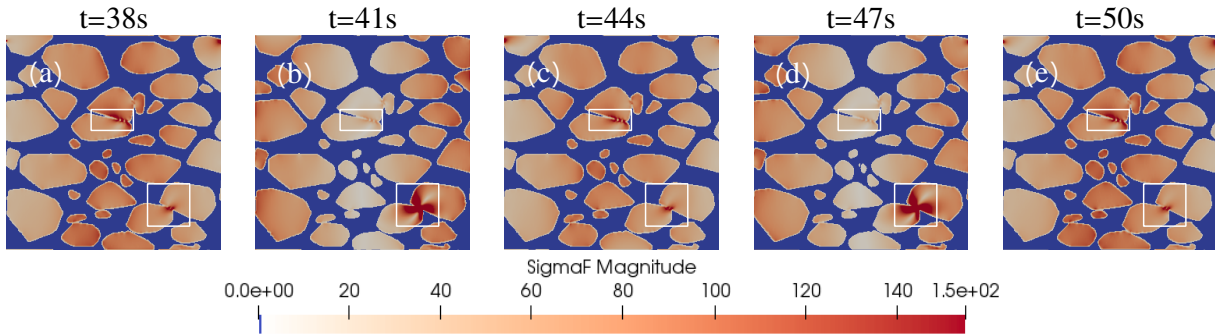 t=38s t=41s t=44s t=47s t=50s
(a) (b) (c) (d) (e)
SigmaF Magnitude
0.0e+00 20 40 60 80 100 120 140 1.5e+02